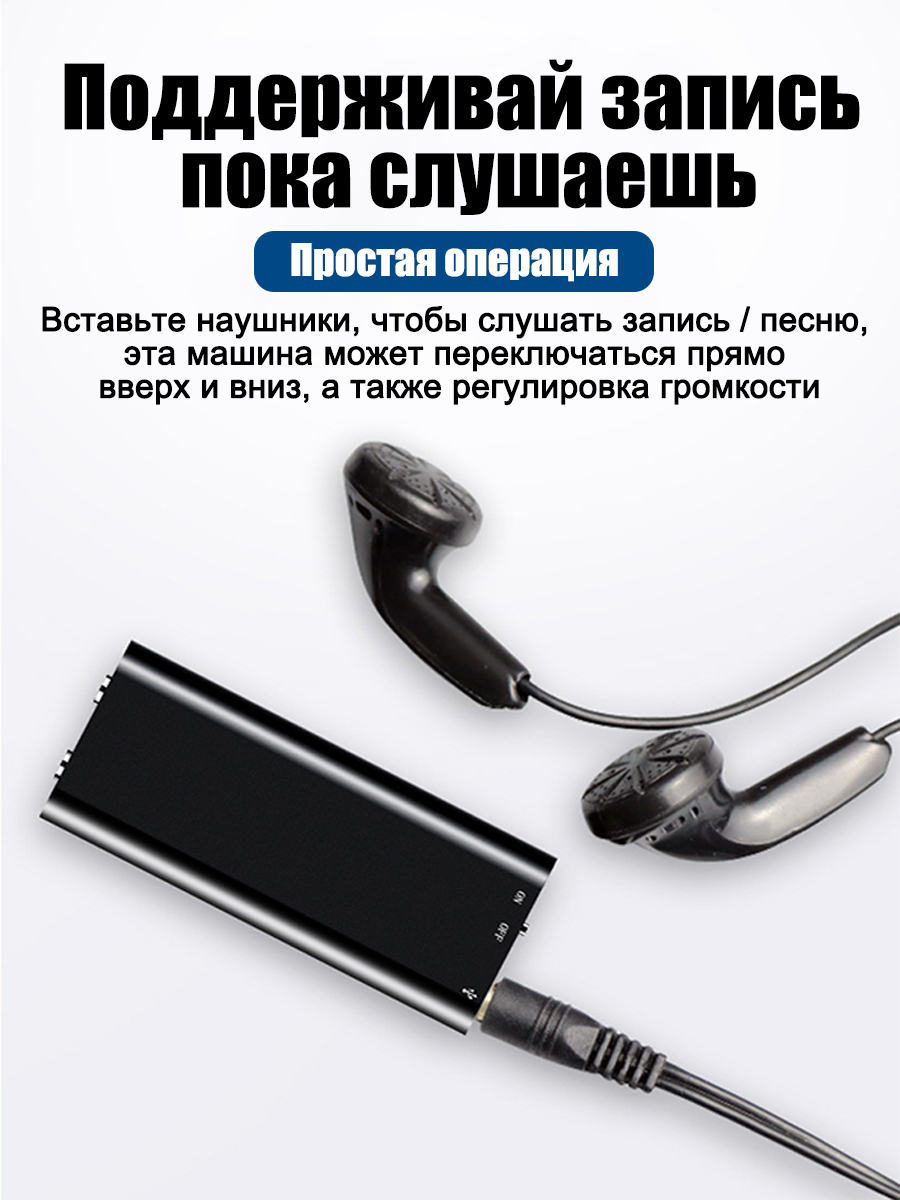 Поддерживай запись
пока слушаешь
Простая операция
Вставьте наушники, чтобы слушать запись / песню,
эта машина может переключаться прямо
вверх и вниз, а также регулировка громкости
ON
OFF